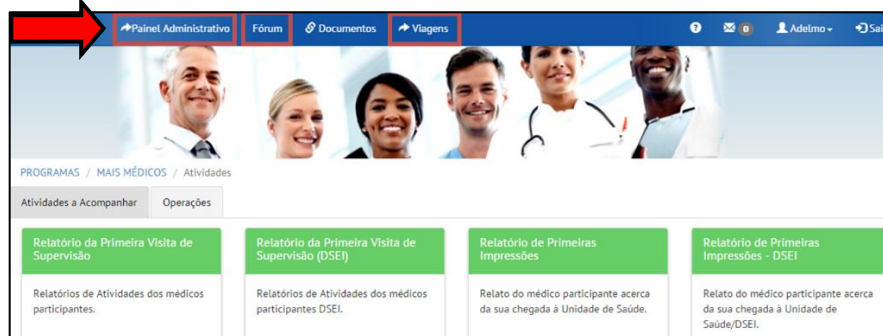 Painel Administrativo Fórum Documentos Viagens 0 Adelmo Sai
PROGRAMAS / MAIS MÉDICOS / Atividades
Atividades a Acompanhar Operações
Relatório da Primeira Visita de
Supervisão
Relatórios de Atividades dos médicos
participantes.
Relatório da Primeira Visita de
Supervisão (DSEI)
Relatórios de Atividades dos médicos
participantes DSEI.
Relatório de Primeiras
Impressões
Relato do médico participante acerca
da sua chegada à Unidade de Saúde.
Relatório de Primeiras
Impressões - DSEI
Relato do médico participante acerca
da sua chegada à Unidade de
Saúde/DSEI.